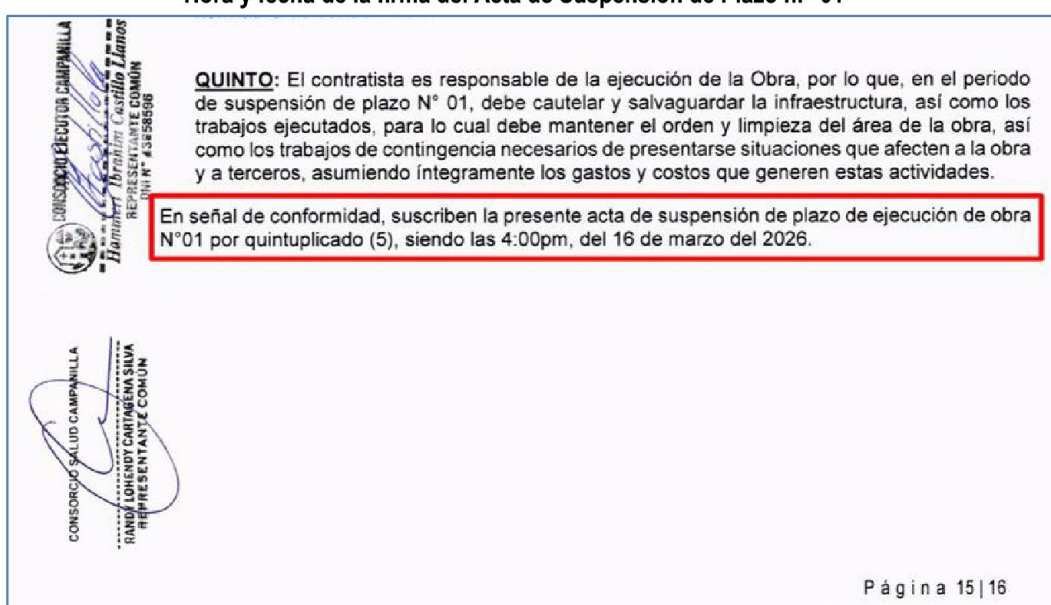 Hora y fecha de la firma del Acta de Suspensión de Plazo n.° 01
QUINTO: El contratista es responsable de la ejecución de la Obra, por lo que, en el periodo
de suspensión de plazo N° 01, debe cautelar y salvaguardar la infraestructura, así como los
trabajos ejecutados, para lo cual debe mantener el orden y limpieza del área de la obra, así
como los trabajos de contingencia necesarios de presentarse situaciones que afecten a la obra
y a terceros, asumiendo íntegramente los gastos y costos que generen estas actividades.
En señal de conformidad, suscriben la presente acta de suspensión de plazo de ejecución de obra
N°01 por quintuplicado (5), siendo las 4:00pm, del 16 de marzo del 2026.
CONSORCIO EJECUTOR CAMPANILLA
Ibrahim Castillo Llanos
REPRESENTANTE COMÚN
DNI N°
CONSORCIO SALUD CAMPANILLA
RANDY LOHENDY CARTAGENA SILVA
REPRESENTANTE COMÚN
Página 15|16